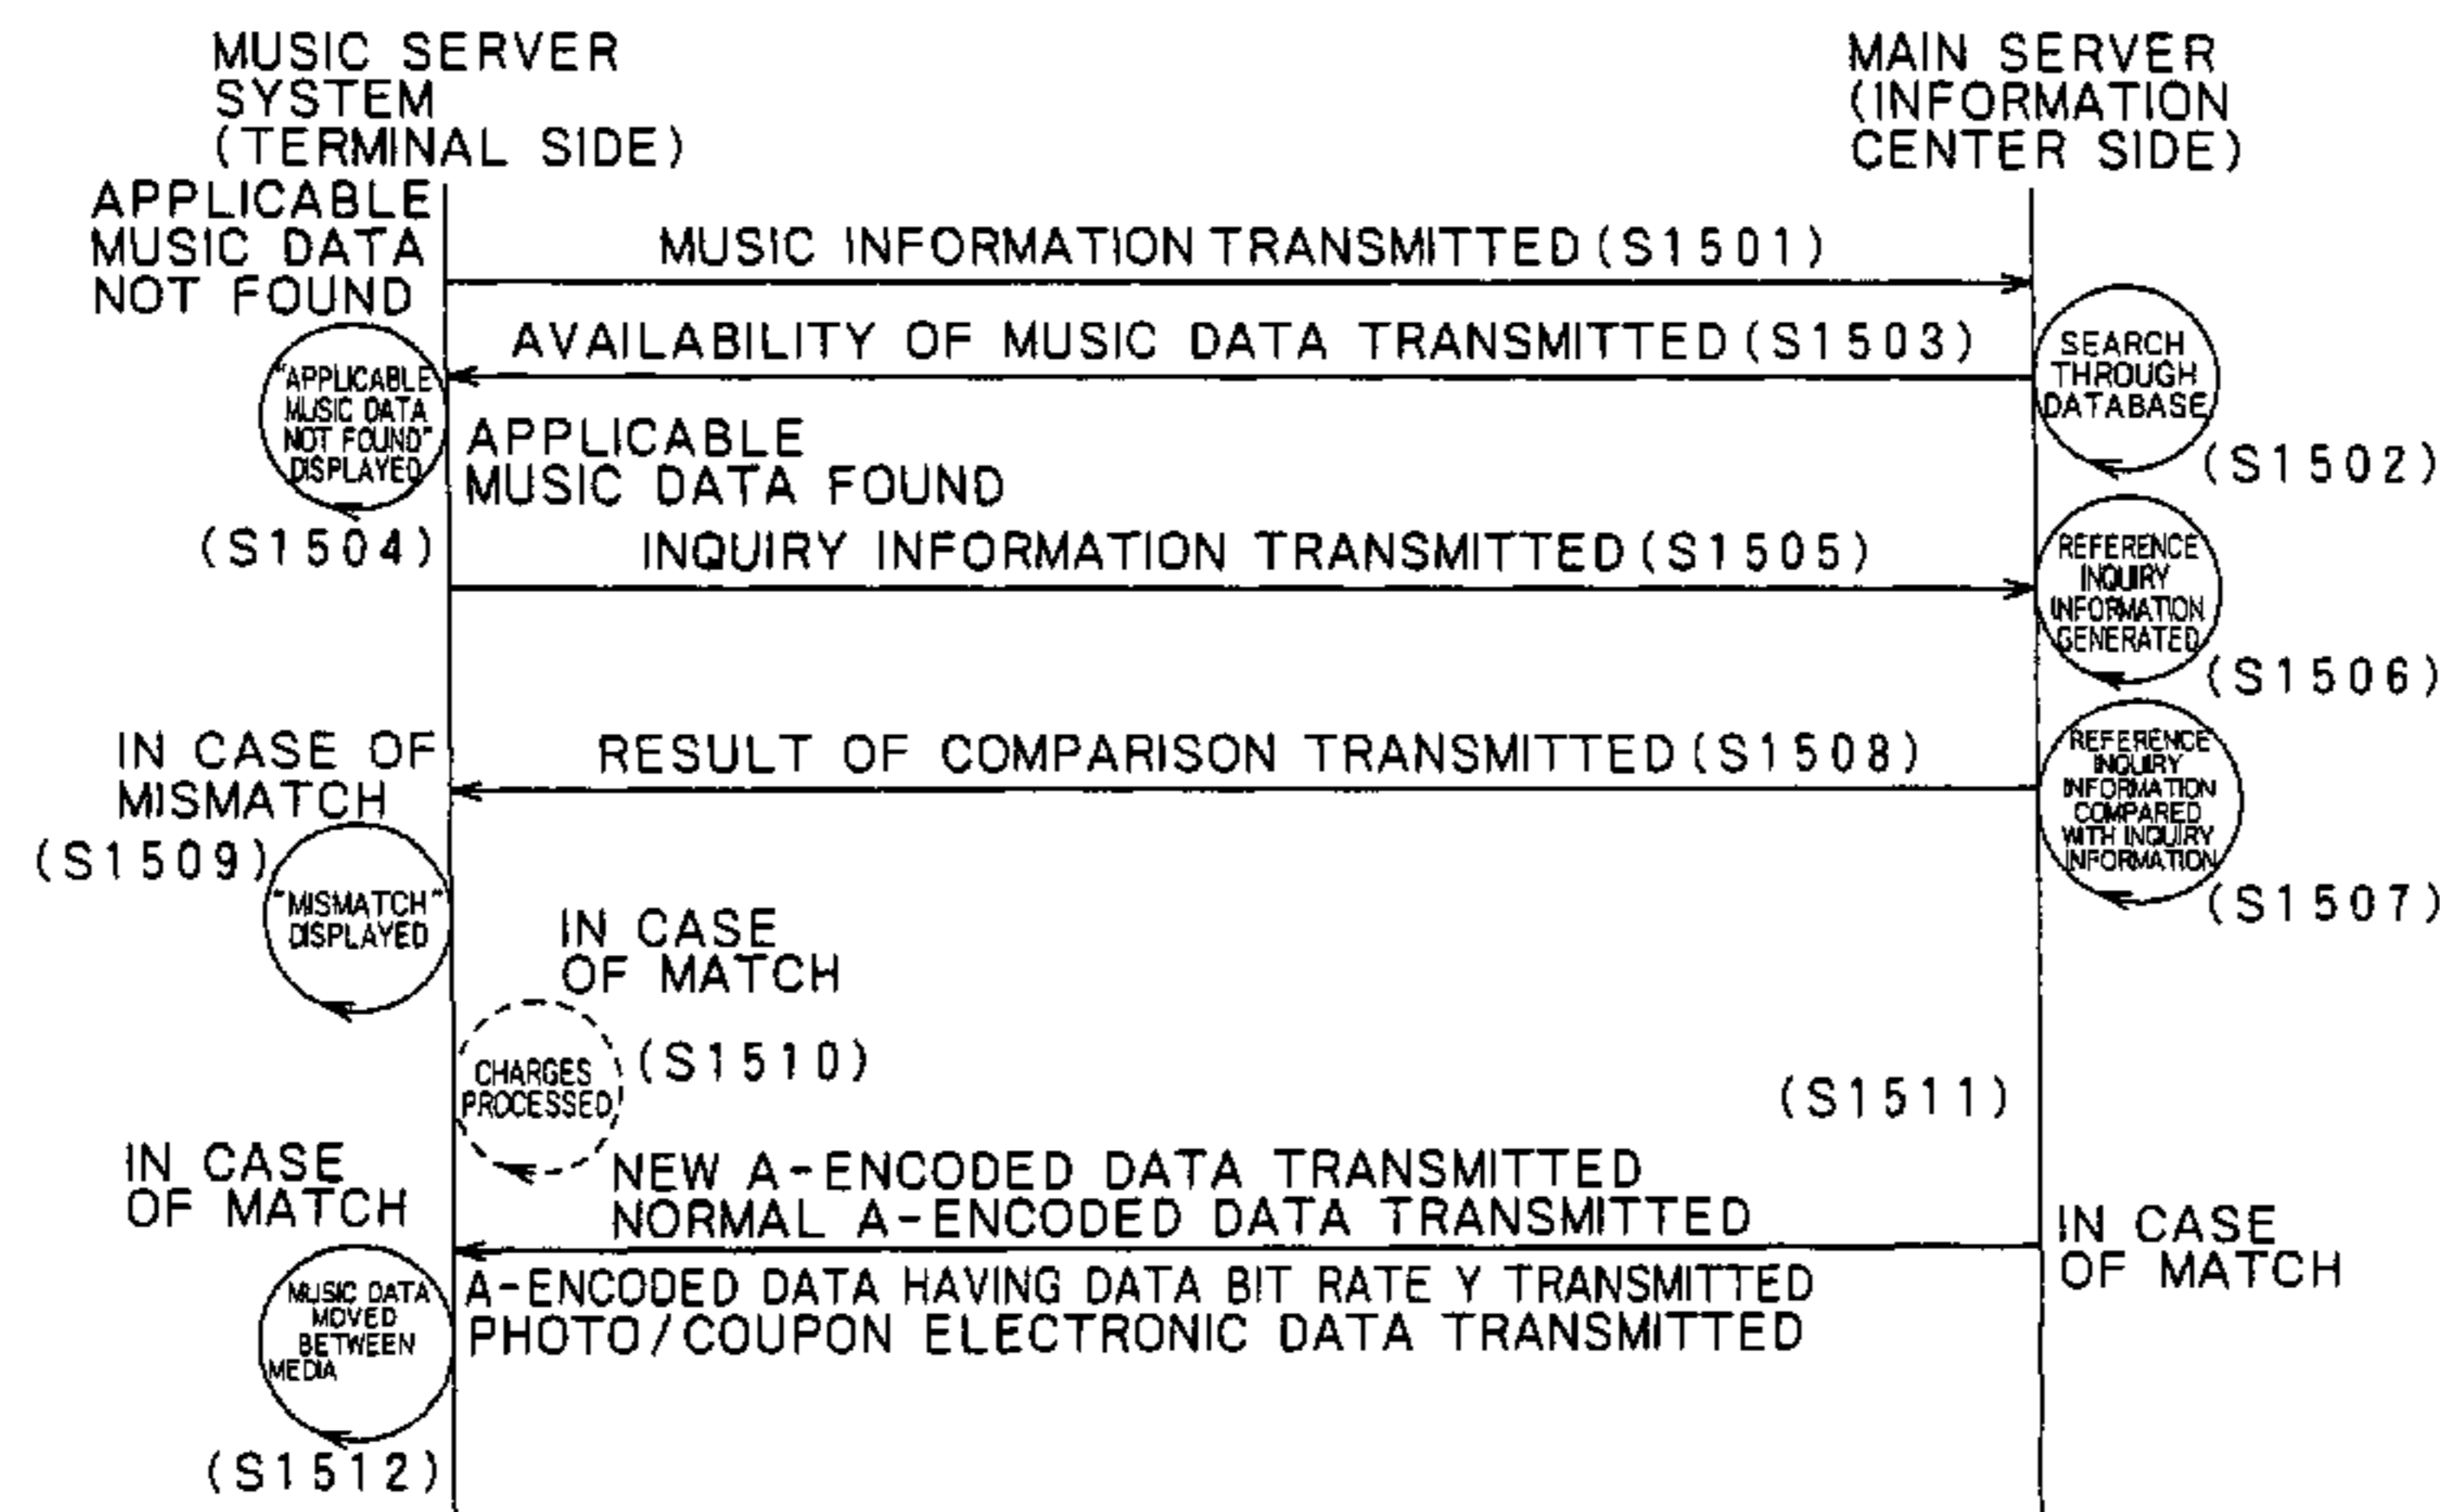 MUSIC SERVER
SYSTEM
(TERMINAL SIDE)
MAIN SERVER
(INFORMATION
CENTER SIDE)
APPLICABLE
MUSIC DATA
NOT FOUND
MUSIC INFORMATION TRANSMITTED(S1501)
AVAILABILITY OF MUSIC DATA TRANSMITTED(S1503)
SEARCH
THROUGH
DATABASE
(S1502)
"APPLICABLE
MUSIC DATA
NOT FOUND"
DISPLAYED
(S1504)
APPLICABLE
MUSIC DATA FOUND
INQUIRY INFORMATION TRANSMITTED(S1505)
REFERENCE
INQUIRY
INFORMATION
GENERATED
(S1506)
IN CASE OF
MISMATCH
RESULT OF COMPARISON TRANSMITTED(S1508)
REFERENCE
INQUIRY
INFORMATION
COMPARED
WITH INQUIRY
INFORMATION
(S1507)
(S1509)
"MISMATCH"
DISPLAYED
IN CASE
OF MATCH
CHARGES
PROCESSED
(S1510)
(S1511)
IN CASE
OF MATCH
NEW A-ENCODED DATA TRANSMITTED
NORMAL A-ENCODED DATA TRANSMITTED
IN CASE
OF MATCH
A-ENCODED DATA HAVING DATA BIT RATE Y TRANSMITTED
PHOTO/COUPON ELECTRONIC DATA TRANSMITTED
MUSIC DATA
MOVED
BETWEEN
MEDIA
(S1512)